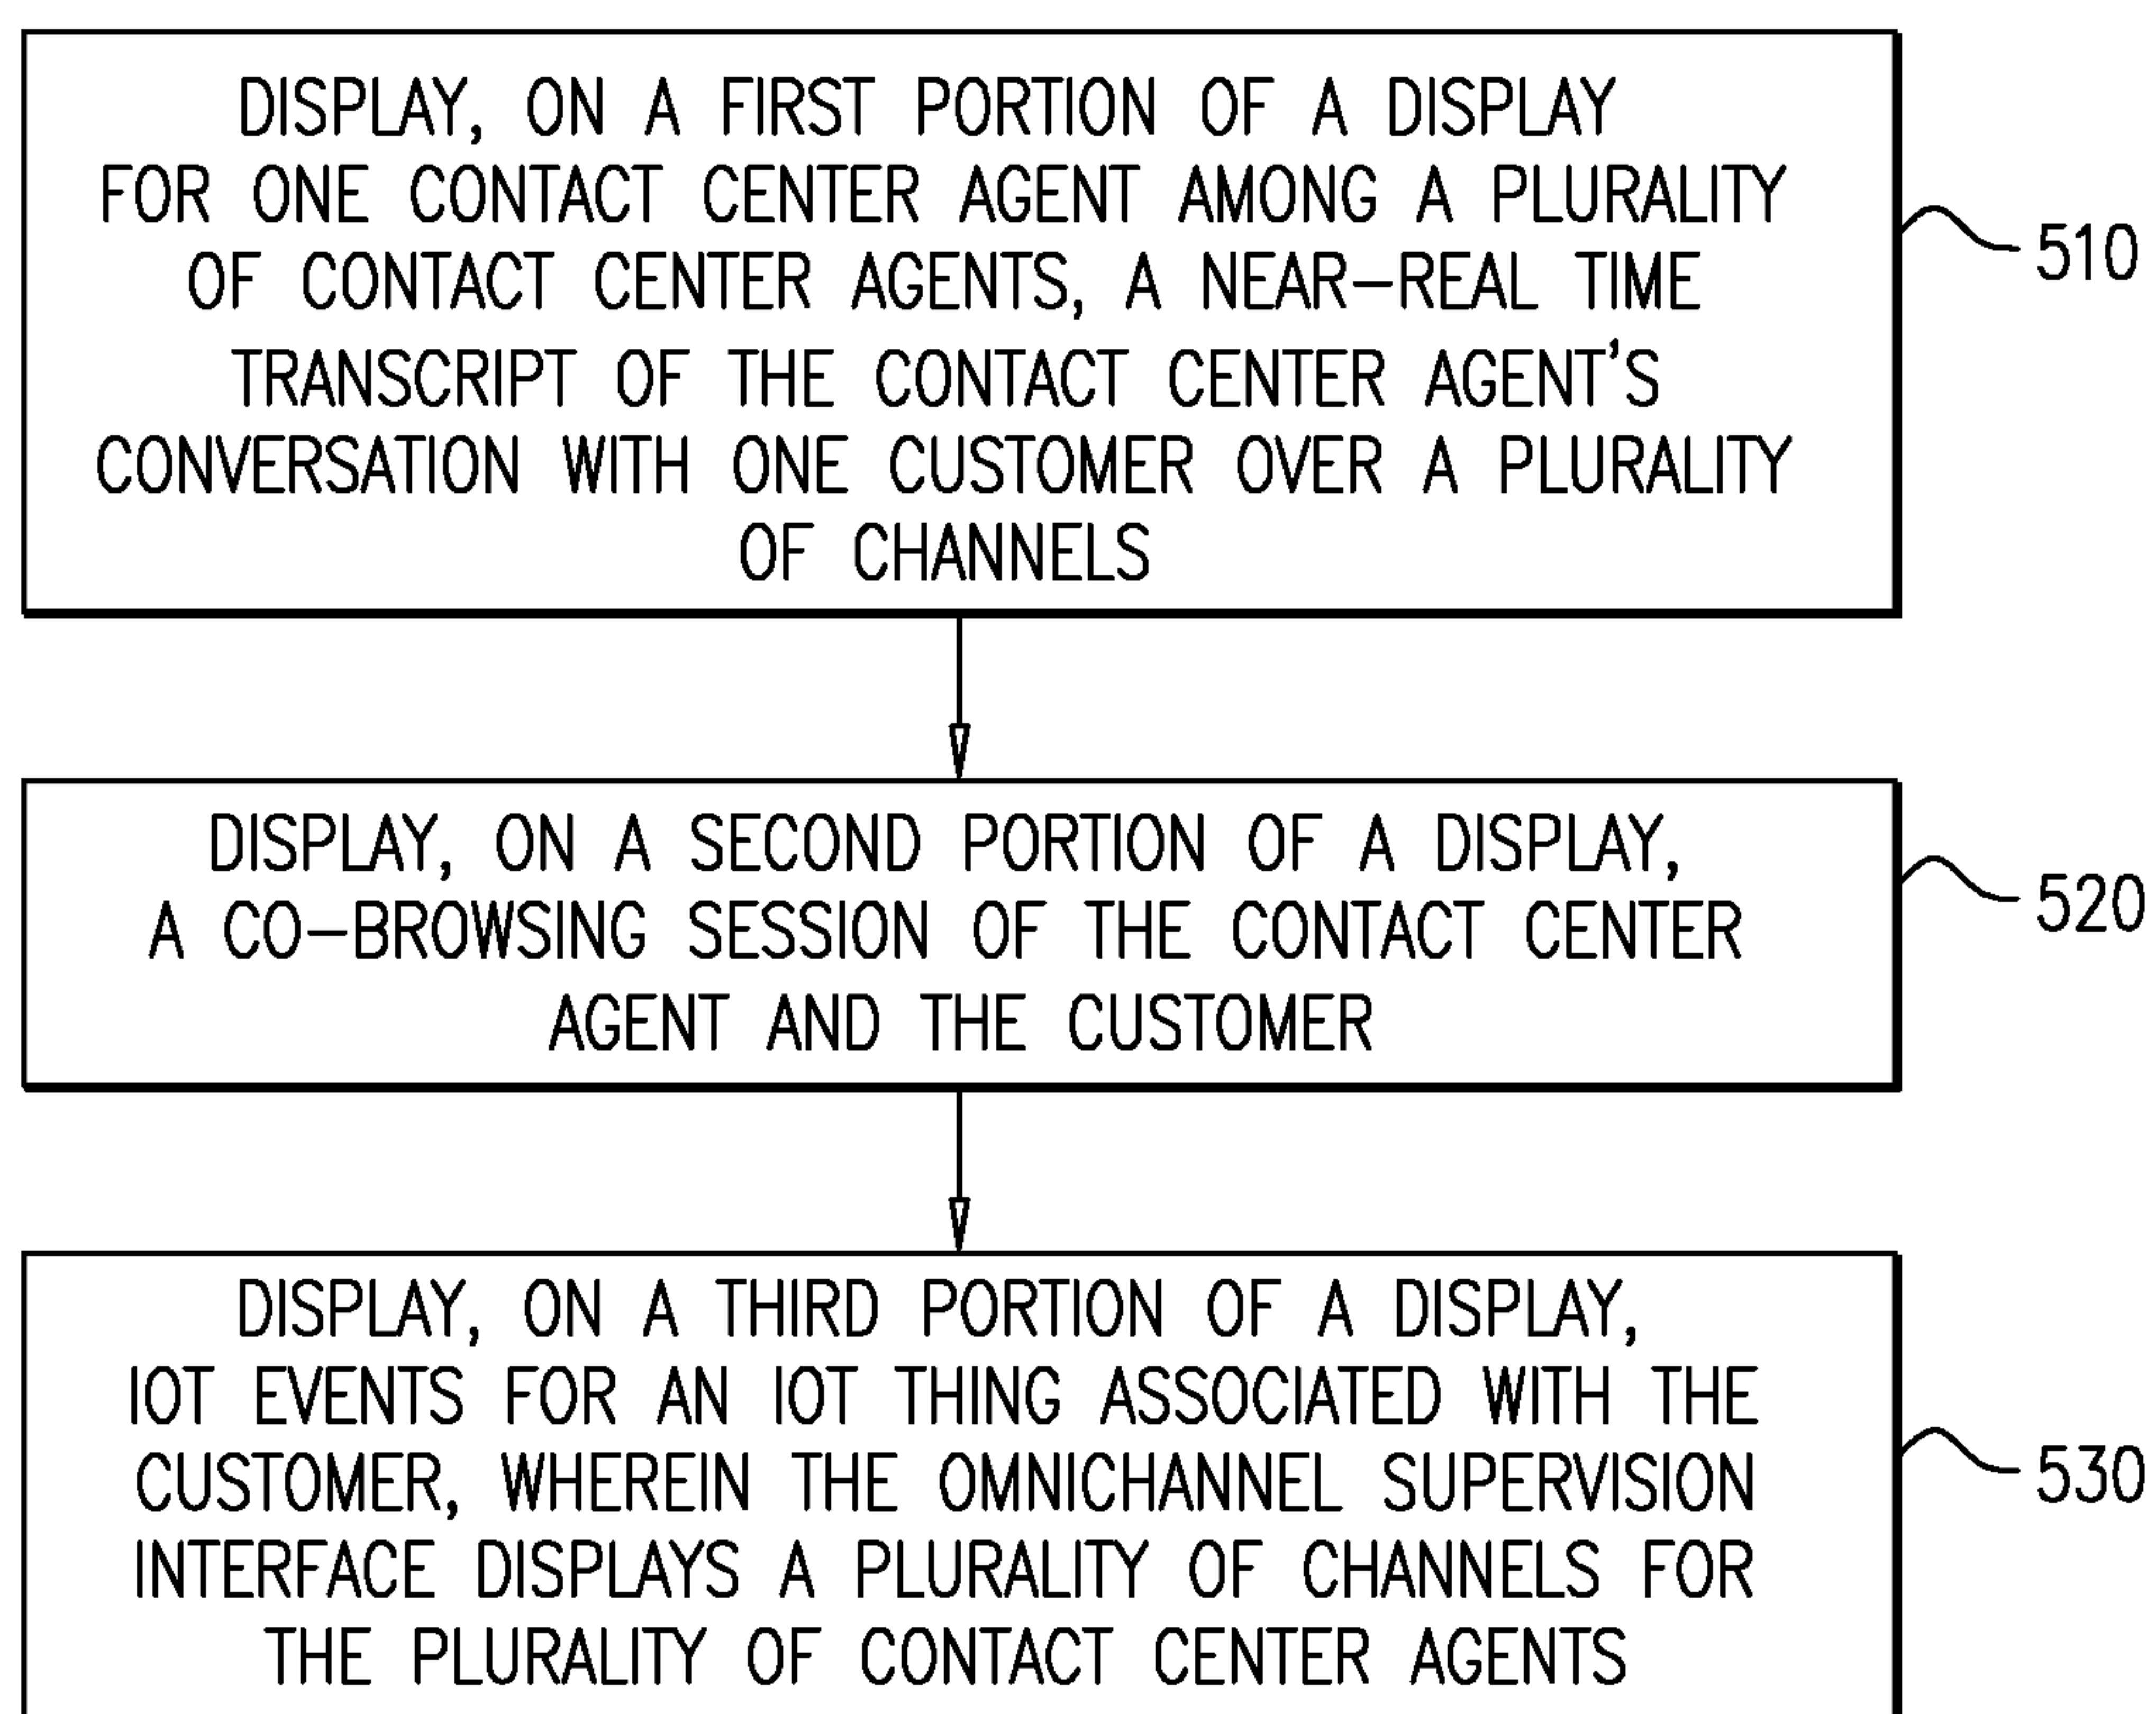 DISPLAY, ON A FIRST PORTION OF A DISPLAY
FOR ONE CONTACT CENTER AGENT AMONG A PLURALITY
OF CONTACT CENTER AGENTS, A NEAR-REAL TIME
TRANSCRIPT OF THE CONTACT CENTER AGENT'S
CONVERSATION WITH ONE CUSTOMER OVER A PLURALITY
OF CHANNELS
510
DISPLAY, ON A SECOND PORTION OF A DISPLAY,
A CO-BROWSING SESSION OF THE CONTACT CENTER
AGENT AND THE CUSTOMER
520
DISPLAY, ON A THIRD PORTION OF A DISPLAY,
IOT EVENTS FOR AN IOT THING ASSOCIATED WITH THE
CUSTOMER, WHEREIN THE OMNICHANNEL SUPERVISION
INTERFACE DISPLAYS A PLURALITY OF CHANNELS FOR
THE PLURALITY OF CONTACT CENTER AGENTS
530